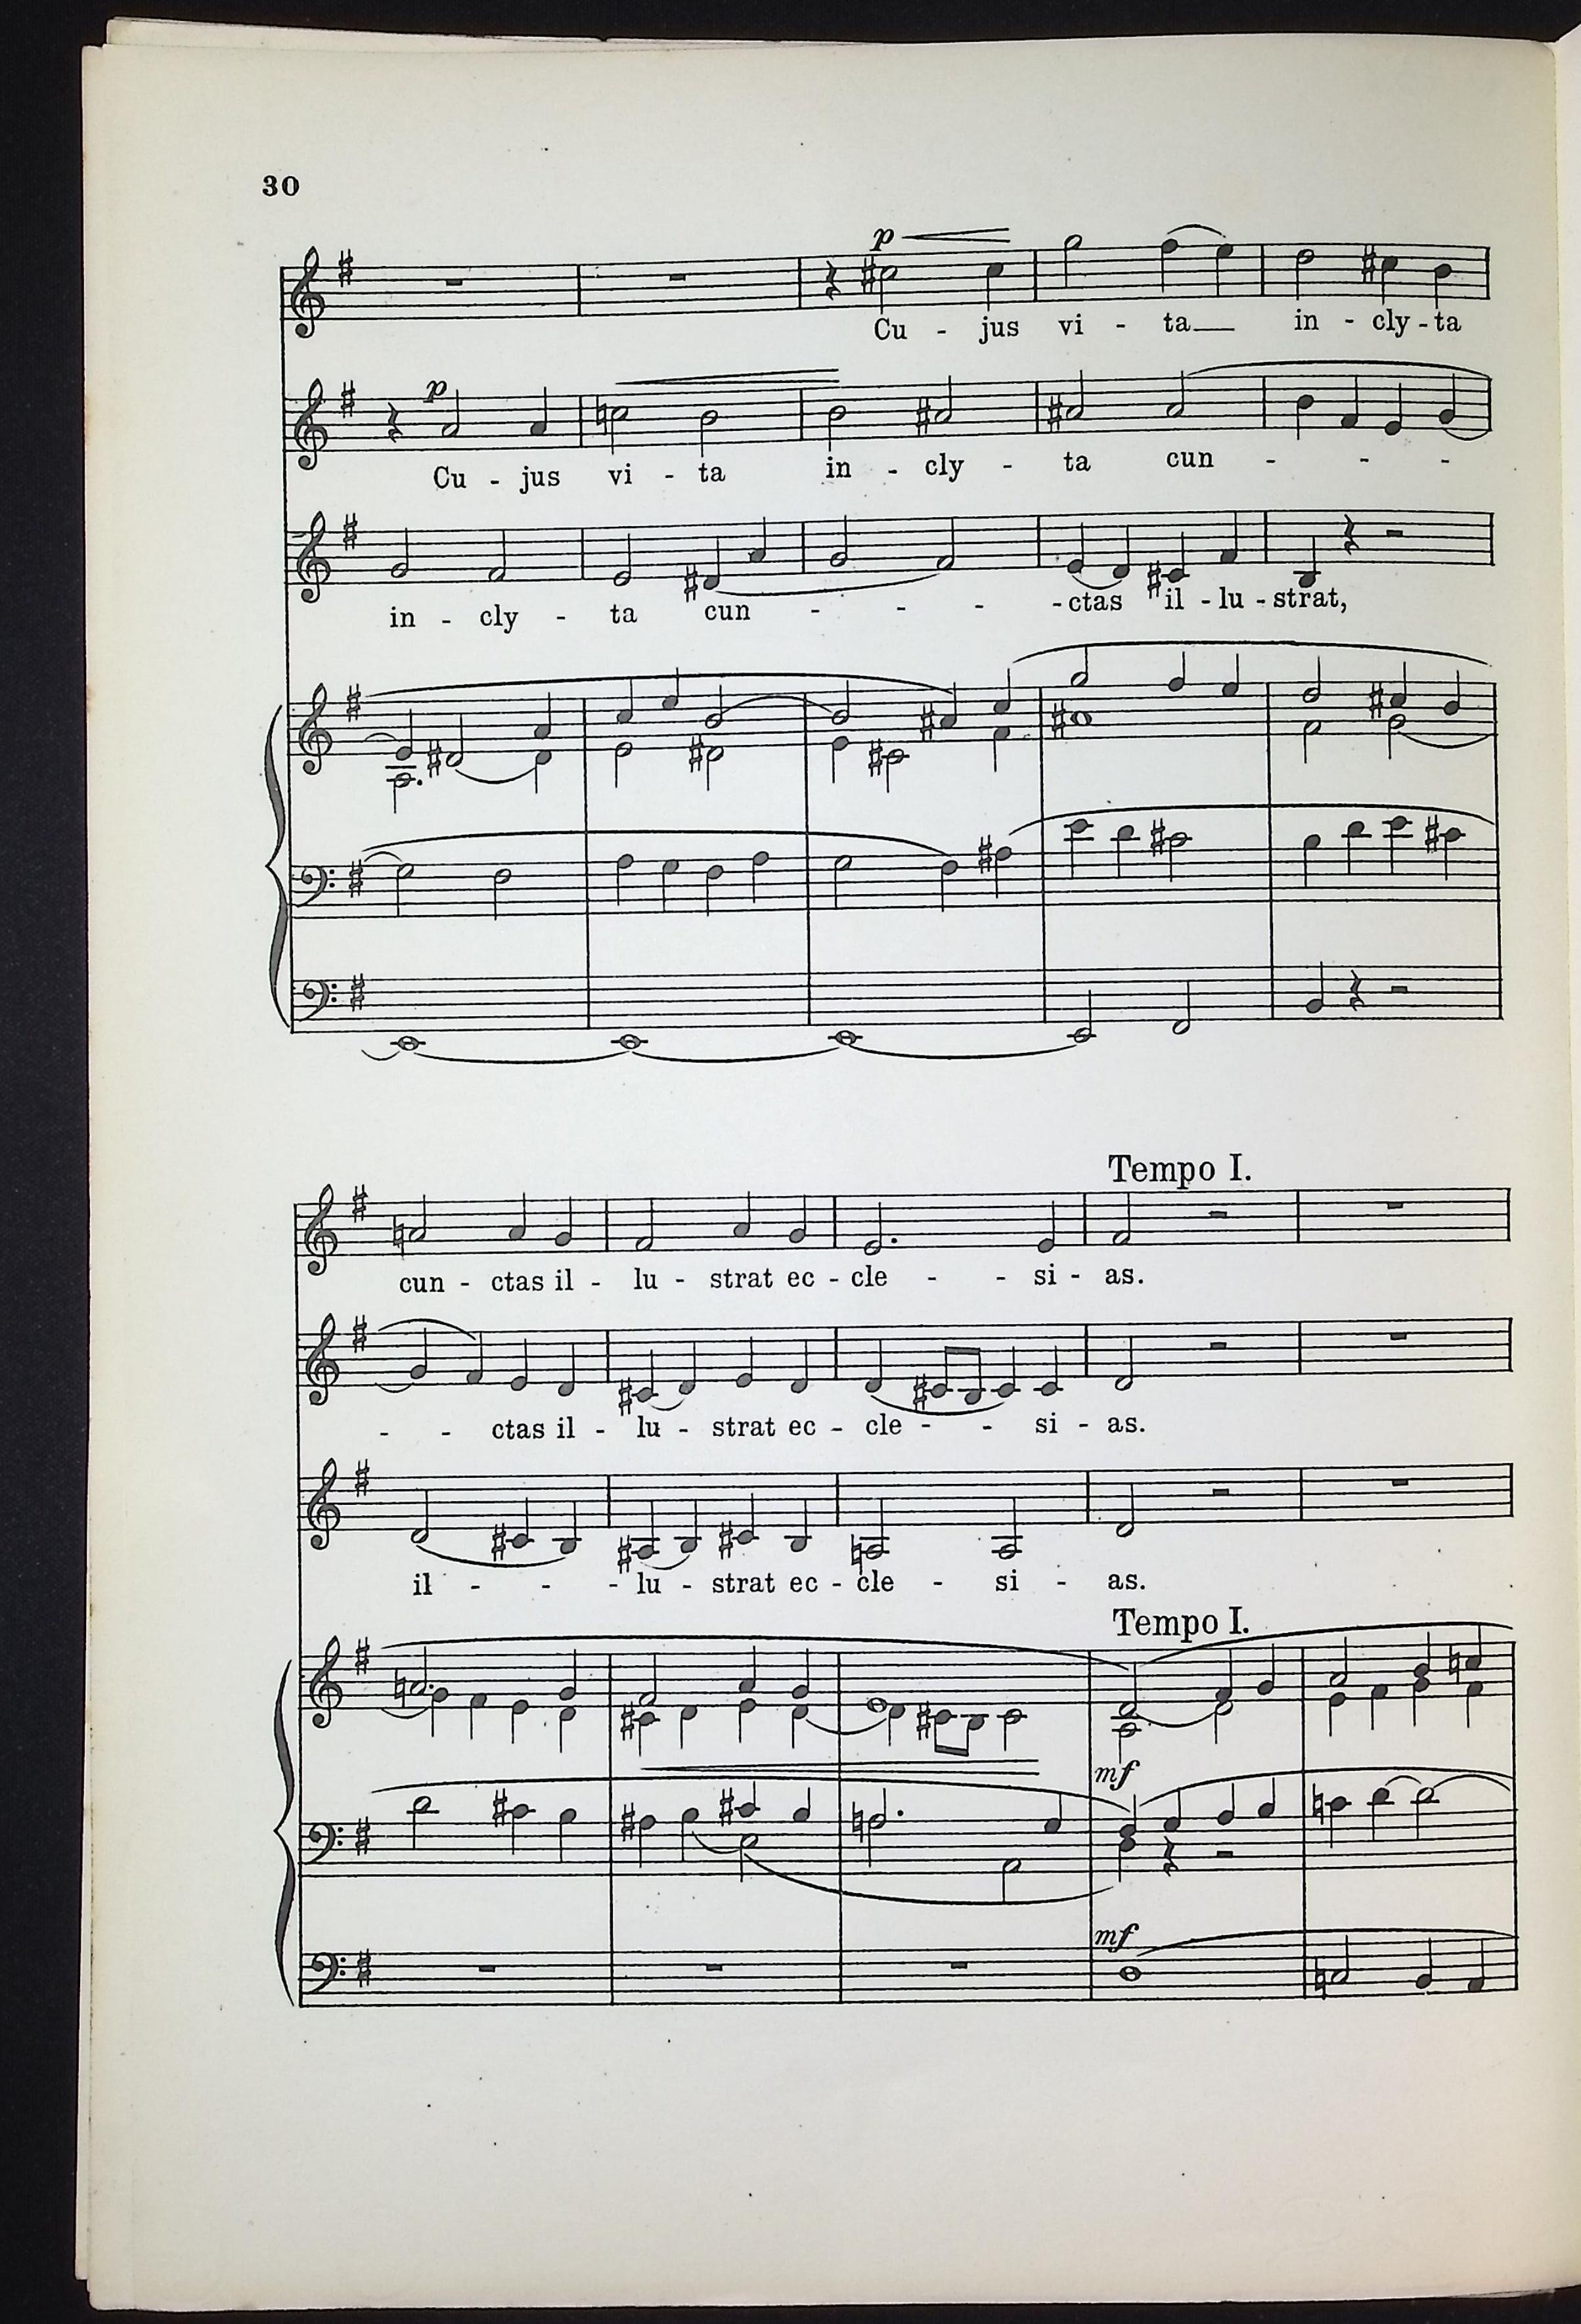 30
p
Cu - jus vi - ta in - cly - ta
p
Cu - jus vi - ta in - cly - ta cun - - -
in - cly - ta cun - - - - ctas il - lu - strat,
Tempo I.
cun - ctas il - lu - strat ec - cle - - si - as.
- - ctas il - lu - strat ec - cle - - si - as.
il - - - lu - strat ec - cle - si - as.
Tempo I.
mf
mf